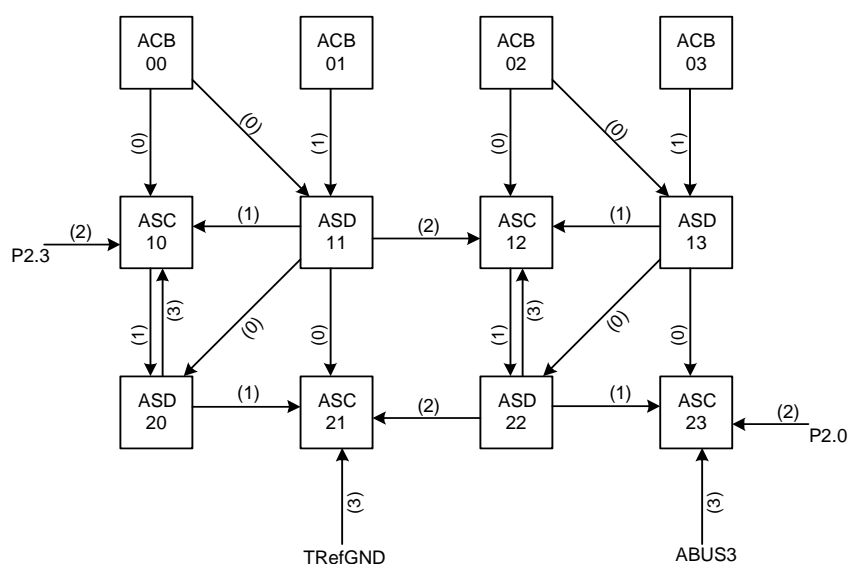 ACB
00
ACB
01
ACB
02
ACB
03
(0)
(0)
(1)
(0)
(0)
(1)
ASC
10
ASD
11
ASC
12
ASD
13
(2)
P2.3
(1)
(2)
(1)
(1)
(3)
(0)
(0)
(1)
(3)
(0)
(0)
ASD
20
ASC
21
ASD
22
ASC
23
(1)
(2)
(1)
(2)
P2.0
(3)
(3)
TRefGND
ABUS3